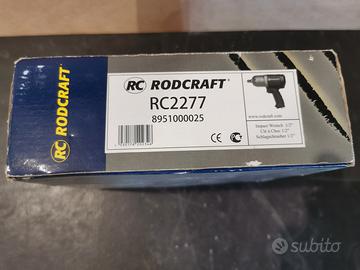 RC RODCRAFT
RC RODCRAFT®
RC2277
8951000025
www.rodcraft.com
Impact Wrench 1/2"
Clé à Choc 1/2"
Schlagschrauber 1/2"
CE
subito